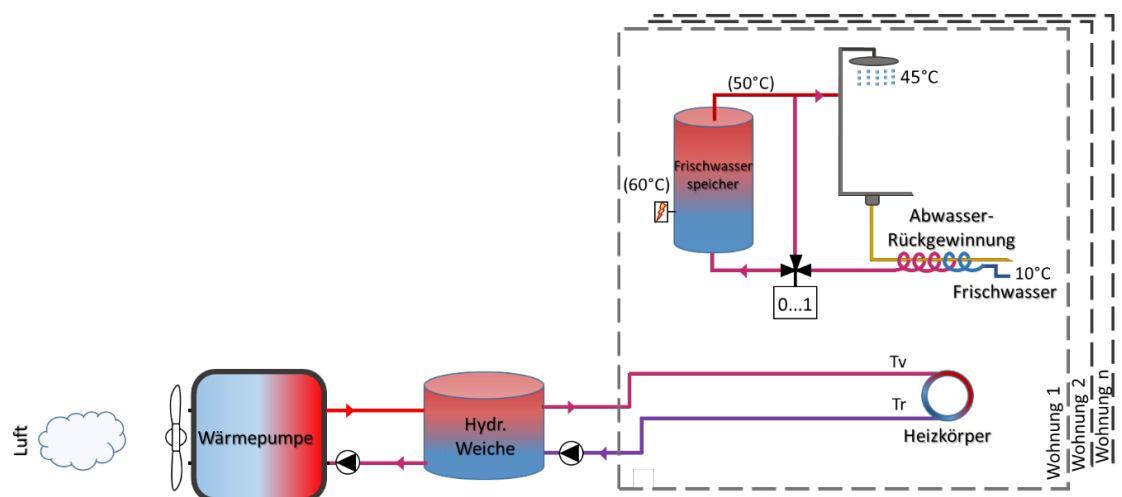 (50°C)
45°C
Frischwasser
speicher
(60°C)
Abwasser-
Rückgewinnung
10°C
Frischwasser
0...1
Tv
Tr
Heizkörper
Wohnung 1
Wohnung 2
Wohnung n
Luft
Wärmepumpe
Hydr.
Weiche